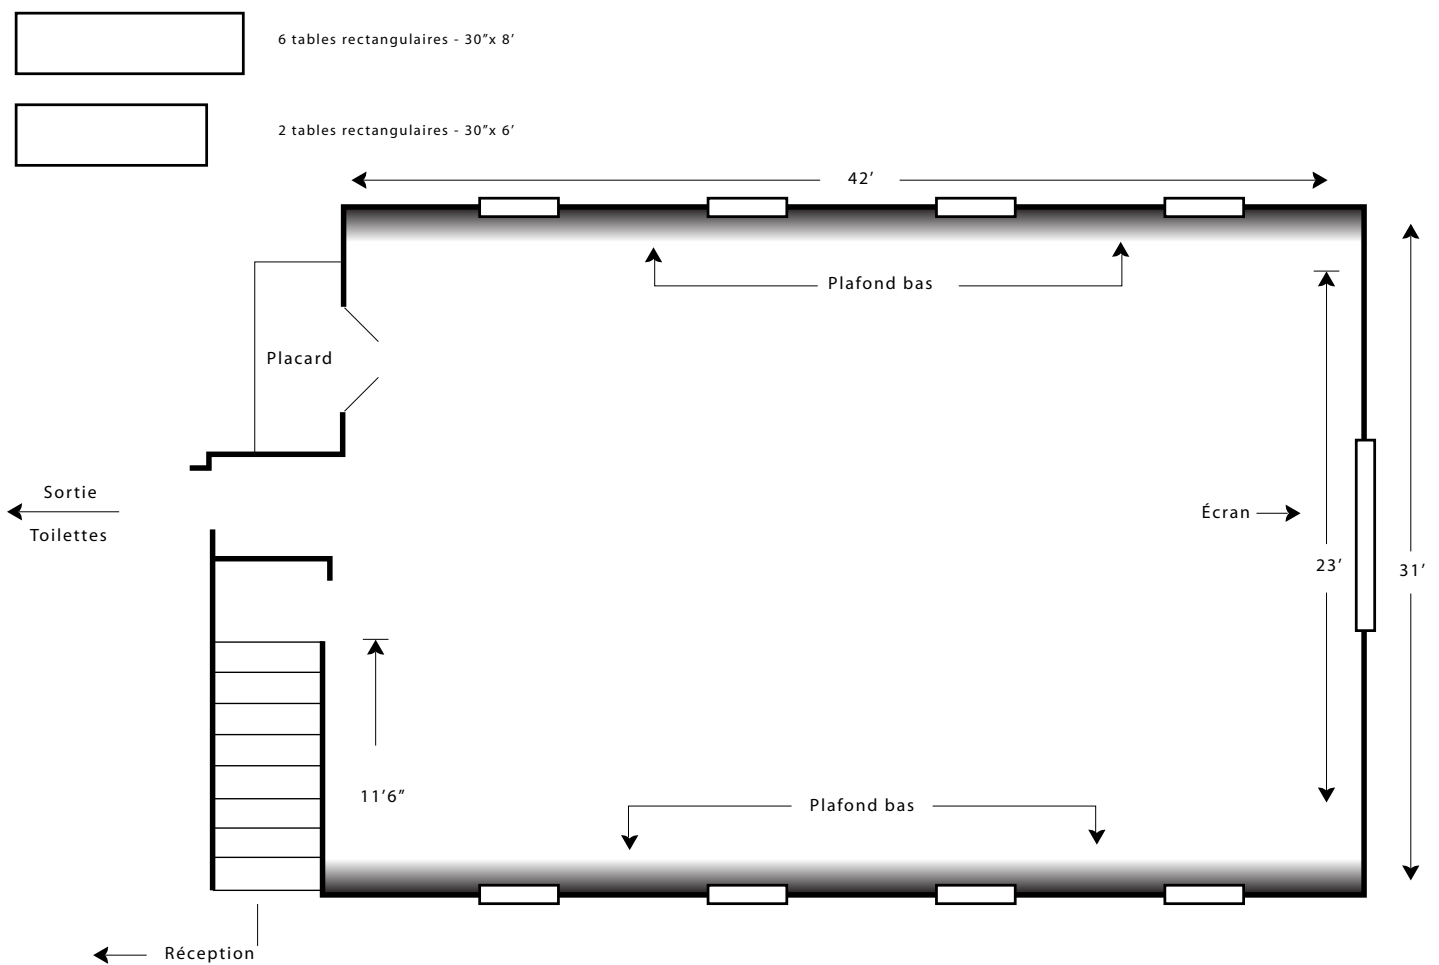 6 tables rectangulaires - 30”x 8’
2 tables rectangulaires - 30”x 6’
42’
Plafond bas
Placard
Sortie
Toilettes
Écran
23’
31’
11’6”
Plafond bas
Réception